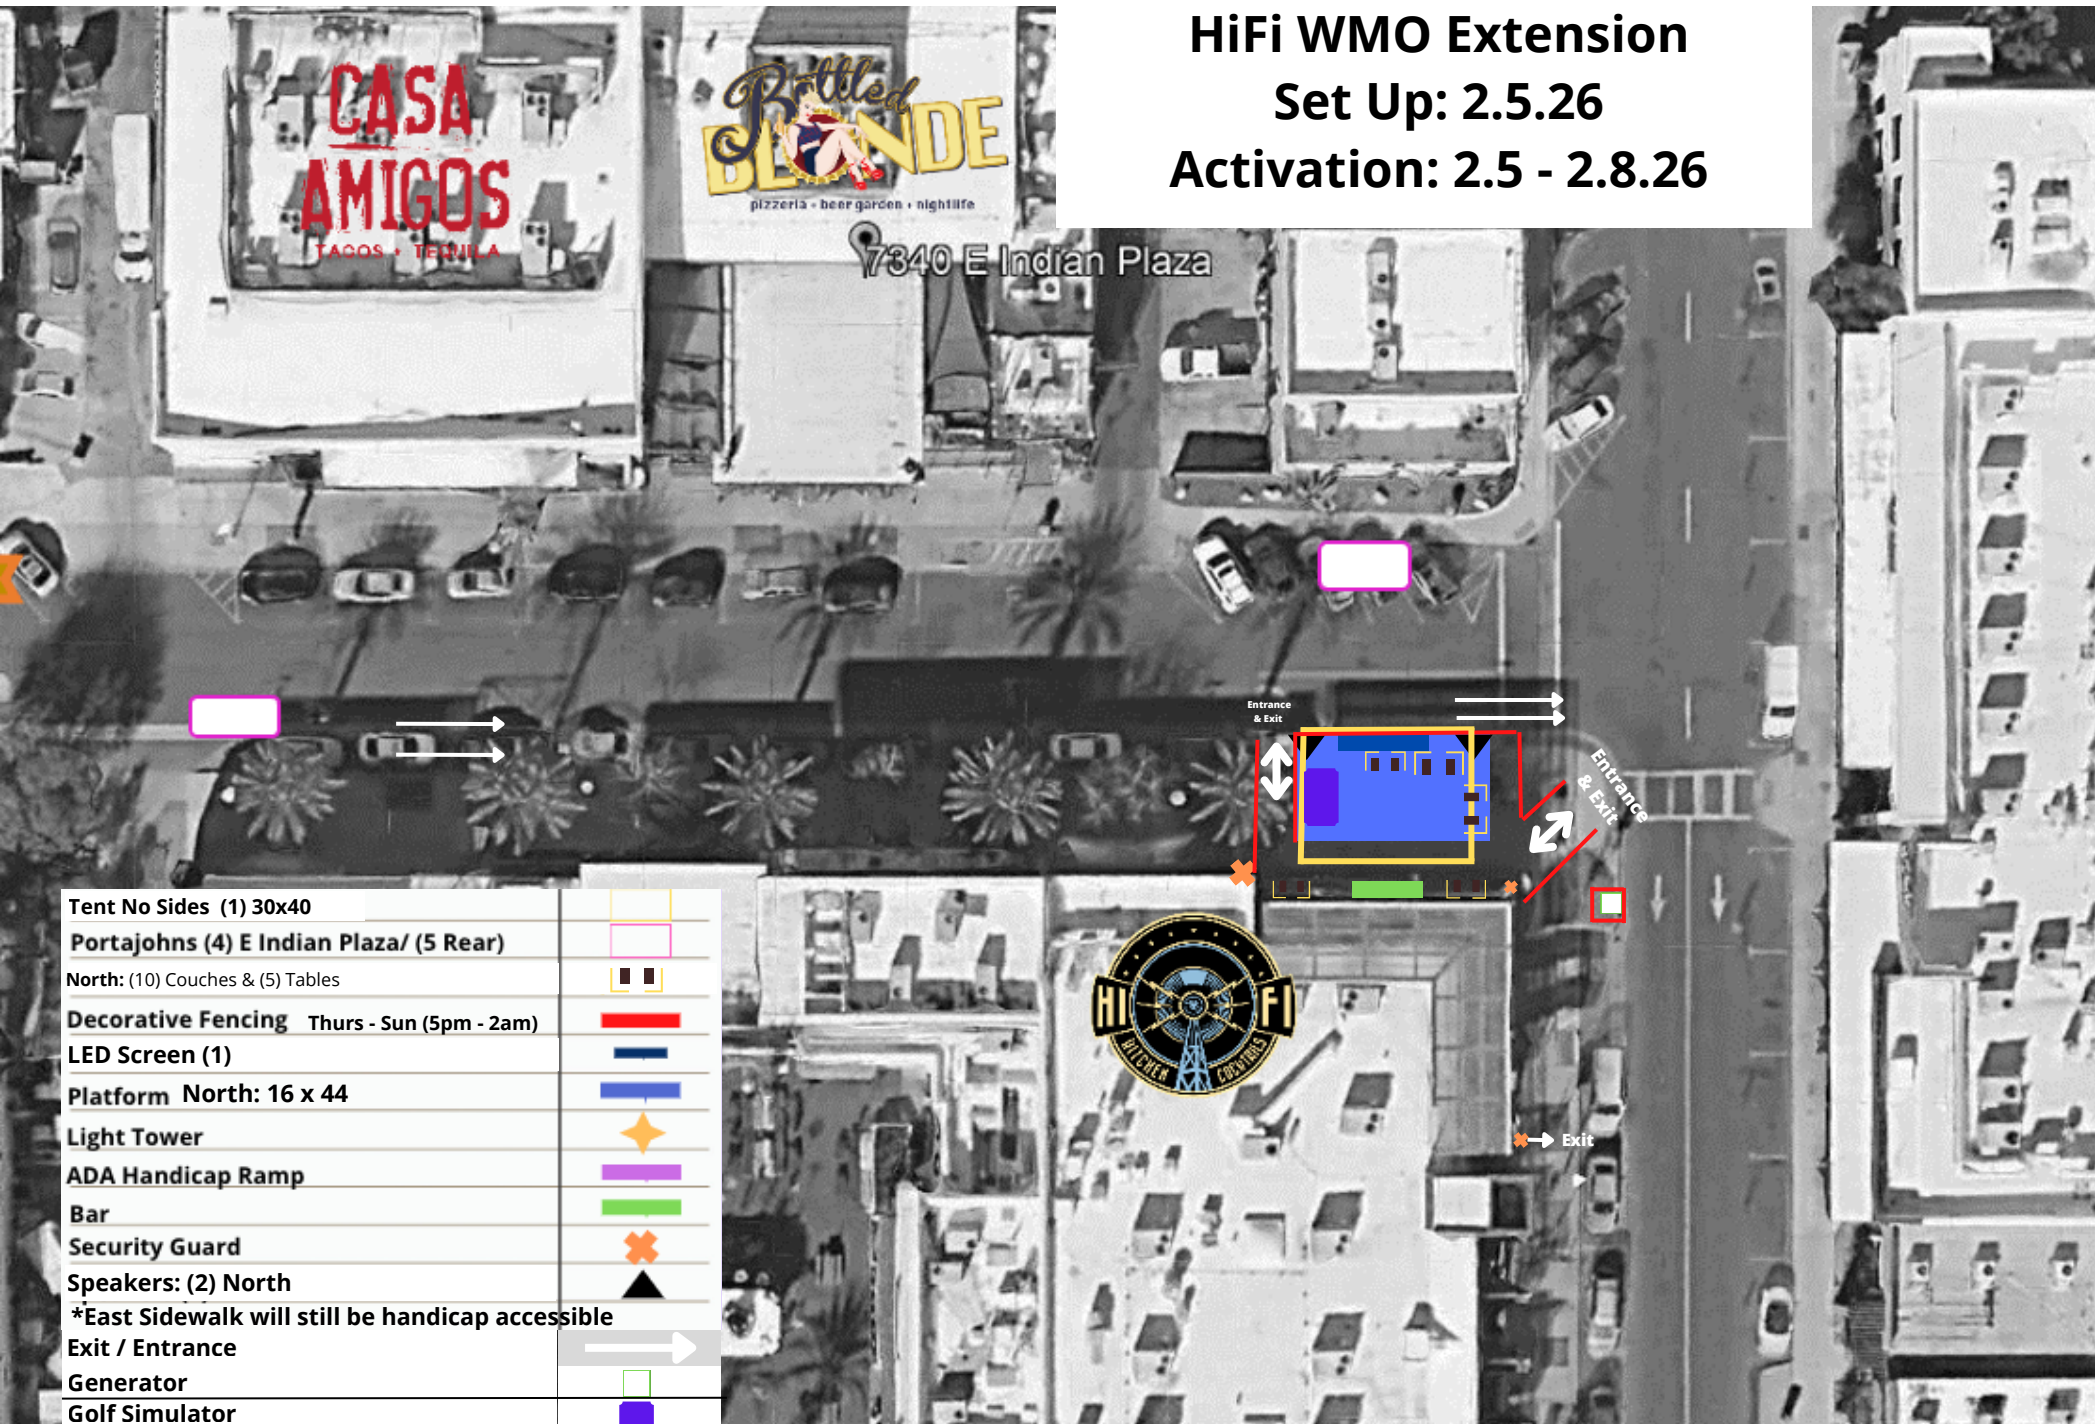 HiFi WMO Extension
Set Up: 2.5.26
Activation: 2.5 - 2.8.26
CASA
AMIGOS
TACOS + TEQUILA
Bottled
BLONDE
pizzeria + beer garden + nightlife
7340 E Indian Plaza
Entrance
& Exit
Entrance
& Exit
HI FI
KITCHEN COCKTAILS
Exit
Tent No Sides (1) 30x40
Portajohns (4) E Indian Plaza/ (5 Rear)
North: (10) Couches & (5) Tables
Decorative Fencing Thurs - Sun (5pm - 2am)
LED Screen (1)
Platform North: 16 x 44
Light Tower
ADA Handicap Ramp
Bar
Security Guard
Speakers: (2) North
*East Sidewalk will still be handicap accessible
Exit / Entrance
Generator
Golf Simulator